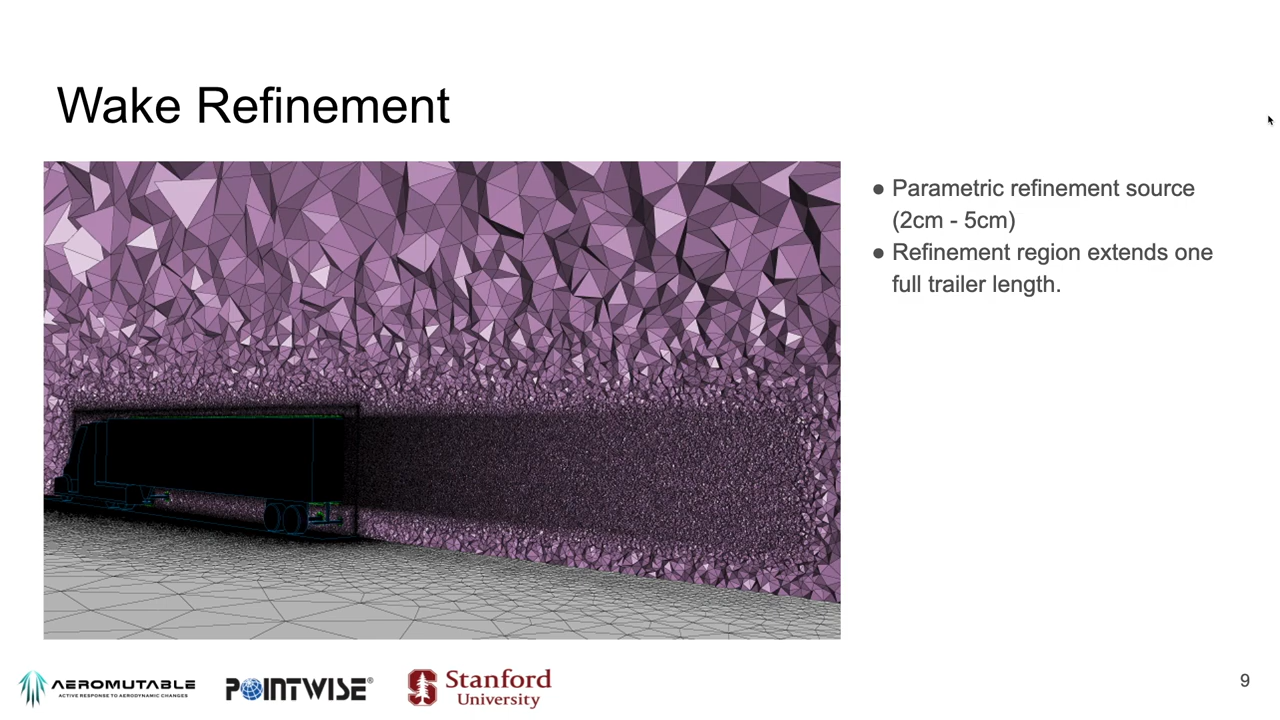 Wake Refinement
● Parametric refinement source
(2cm - 5cm)
● Refinement region extends one
full trailer length.
AEROMUTABLE
ACTIVE RESPONSE TO AERODYNAMIC CHANGES
POINTWISE®
Stanford
University
9